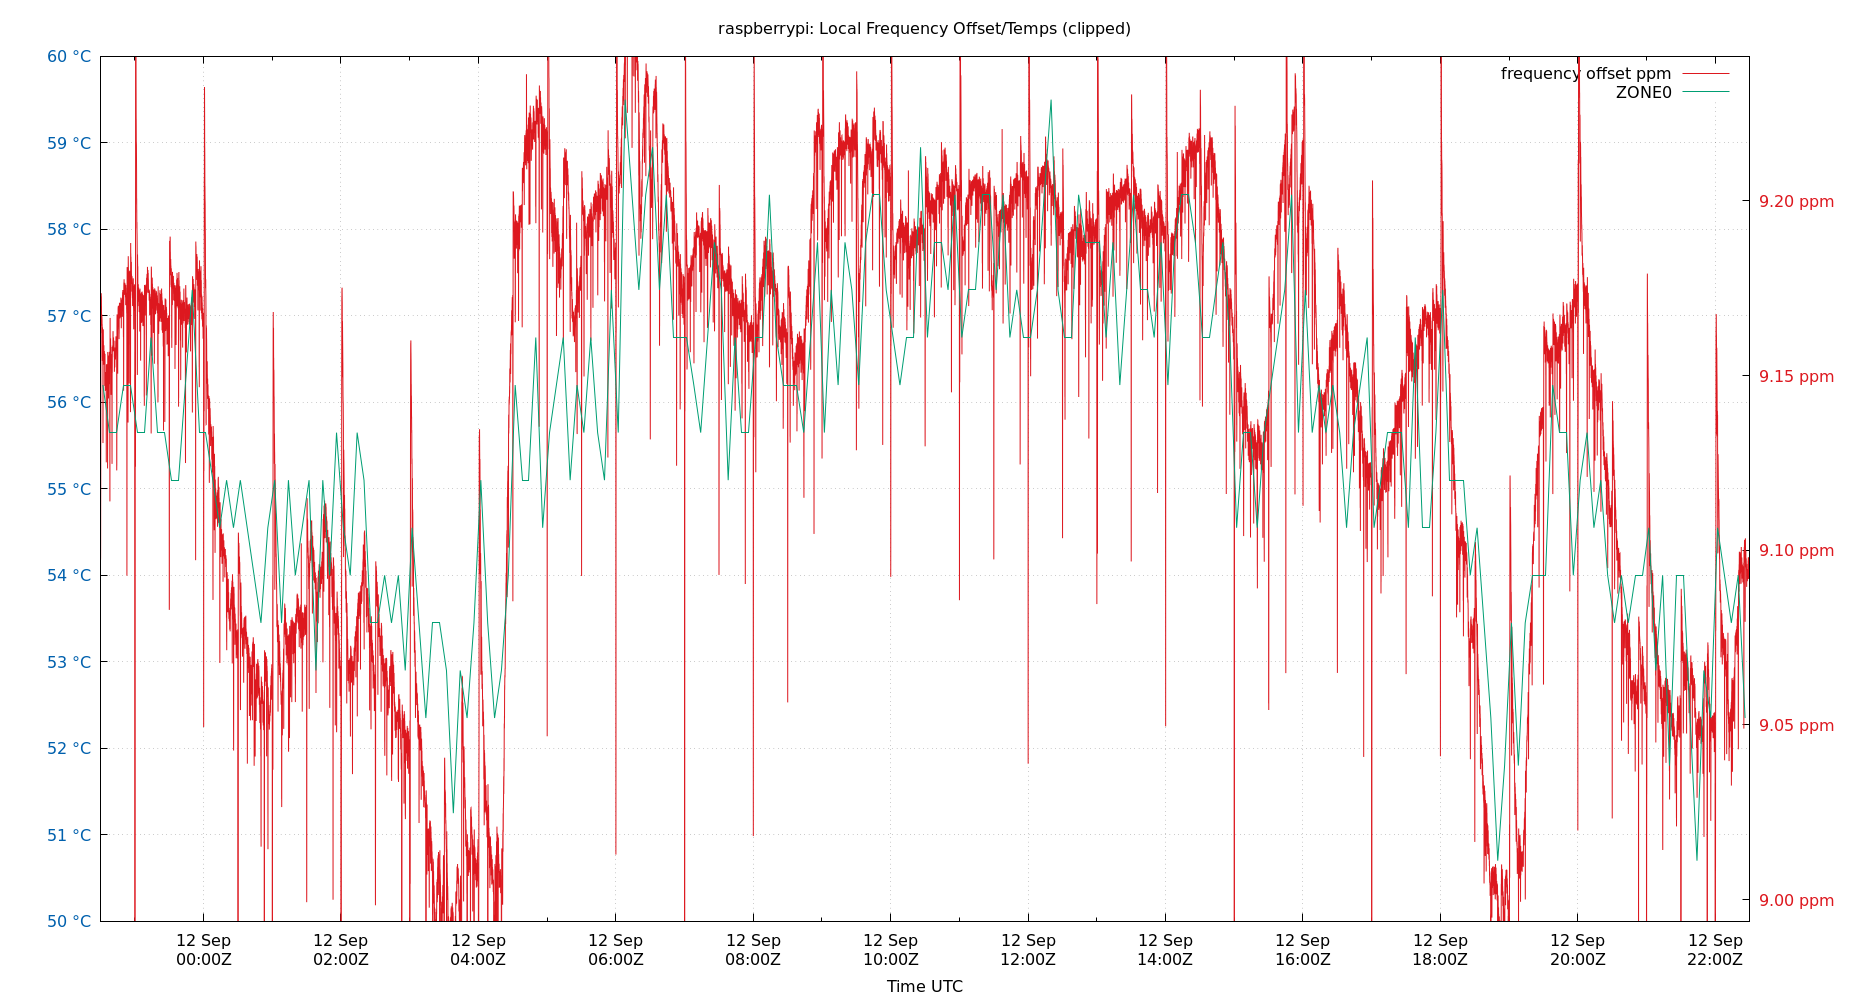 raspberrypi: Local Frequency Offset/Temps (clipped)
frequency offset ppm
ZONE0
60 °C
59 °C
58 °C
57 °C
56 °C
55 °C
54 °C
53 °C
52 °C
51 °C
50 °C
9.20 ppm
9.15 ppm
9.10 ppm
9.05 ppm
9.00 ppm
12 Sep
00:00Z
12 Sep
02:00Z
12 Sep
04:00Z
12 Sep
06:00Z
12 Sep
08:00Z
12 Sep
10:00Z
12 Sep
12:00Z
12 Sep
14:00Z
12 Sep
16:00Z
12 Sep
18:00Z
12 Sep
20:00Z
12 Sep
22:00Z
Time UTC